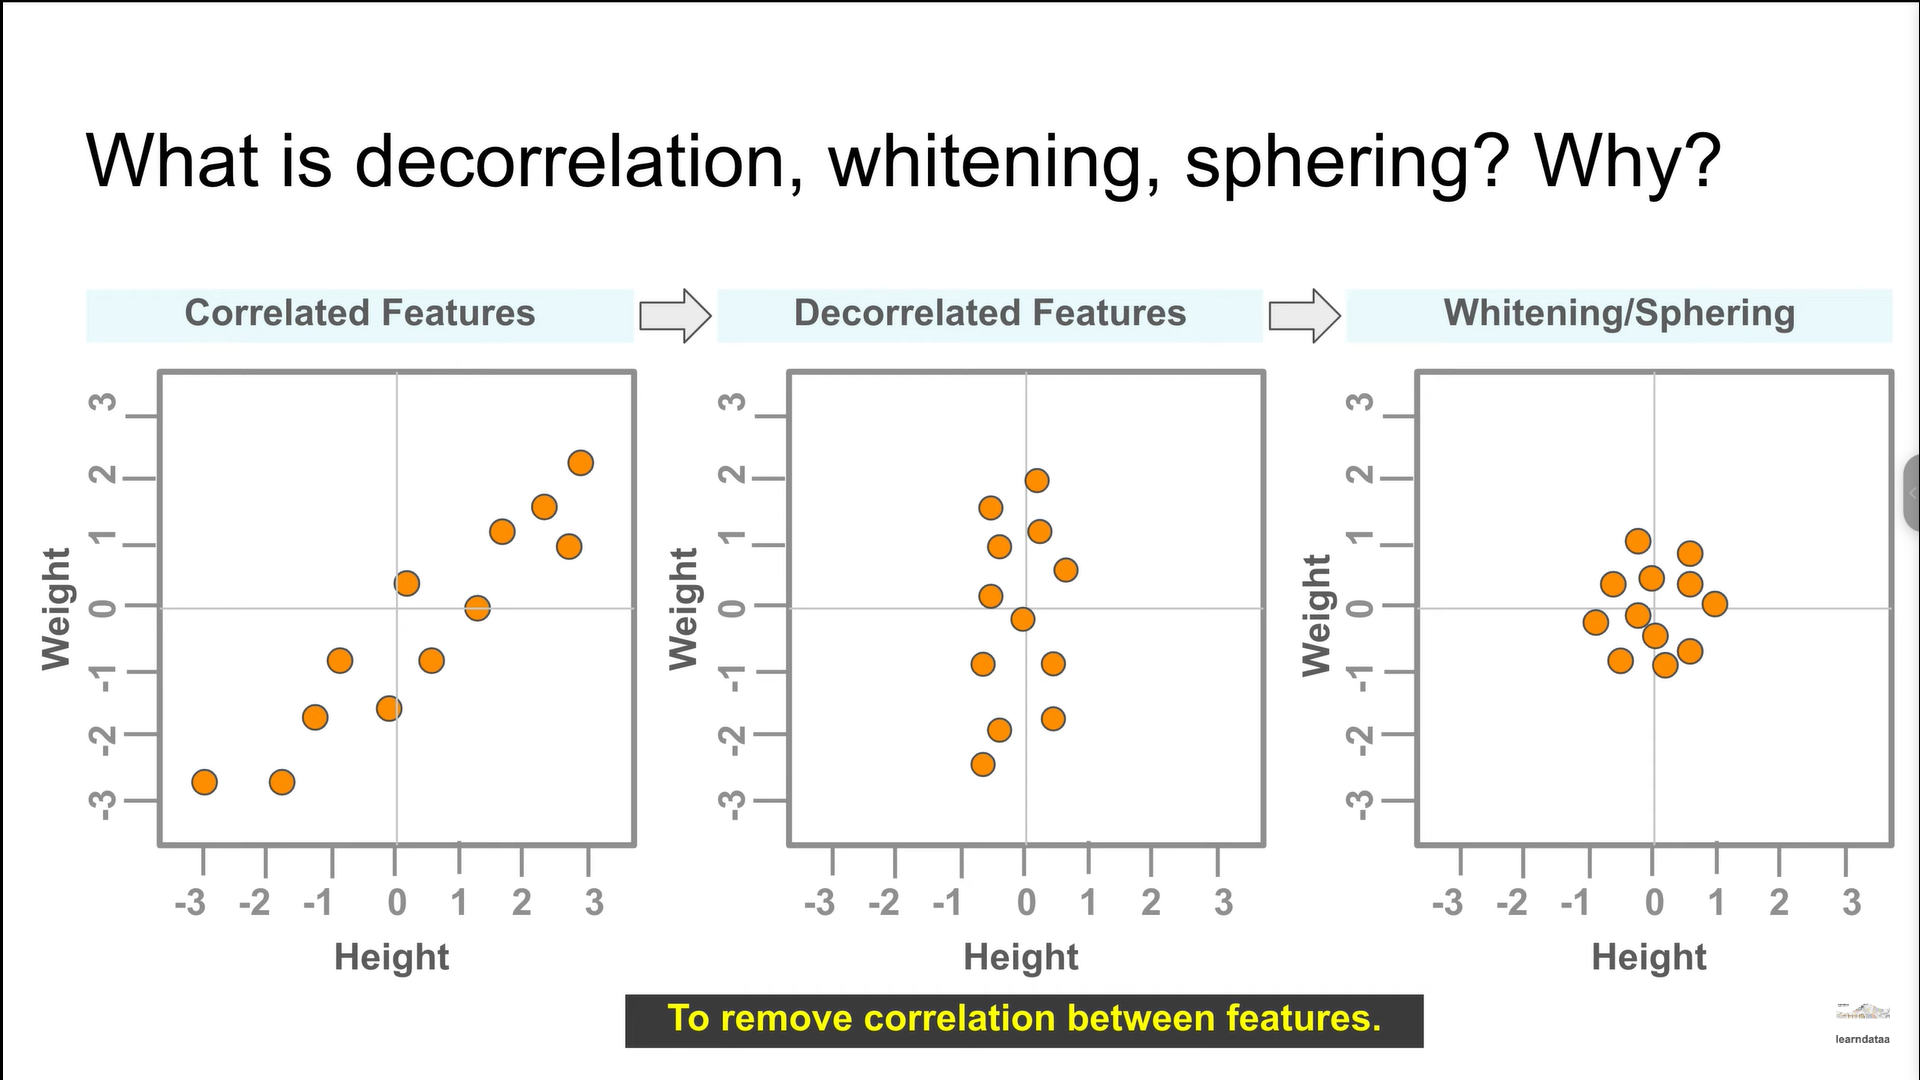 What is decorrelation, whitening, sphering? Why?
Correlated Features
Decorrelated Features
Whitening/Sphering
Weight
3
2
1
0
-1
-2
-3
-3 -2 -1 0 1 2 3
Height
Weight
3
2
1
0
-1
-2
-3
-3 -2 -1 0 1 2 3
Height
Weight
3
2
1
0
-1
-2
-3
-3 -2 -1 0 1 2 3
Height
To remove correlation between features.
learndataa